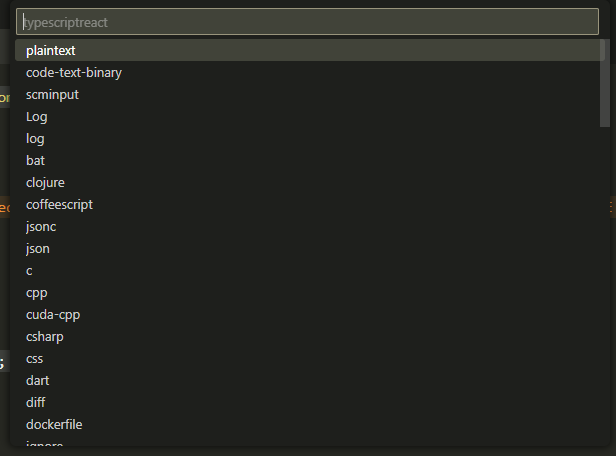 typescriptreact
plaintext
code-text-binary
scminput
Log
log
bat
clojure
coffeescript
jsonc
json
c
cpp
cuda-cpp
csharp
css
dart
diff
dockerfile
ignore